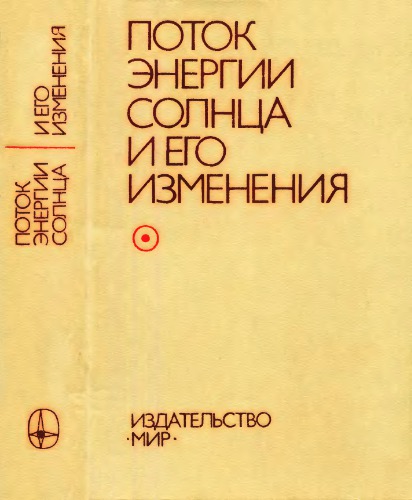 ПОТОК
ЭНЕРГИИ
СОЛНЦА
И ЕГО
ИЗМЕНЕНИЯ
ИЗДАТЕЛЬСТВО
·МИР·
ПОТОК
ЭНЕРГИИ
СОЛНЦА
И ЕГО
ИЗМЕНЕНИЯ